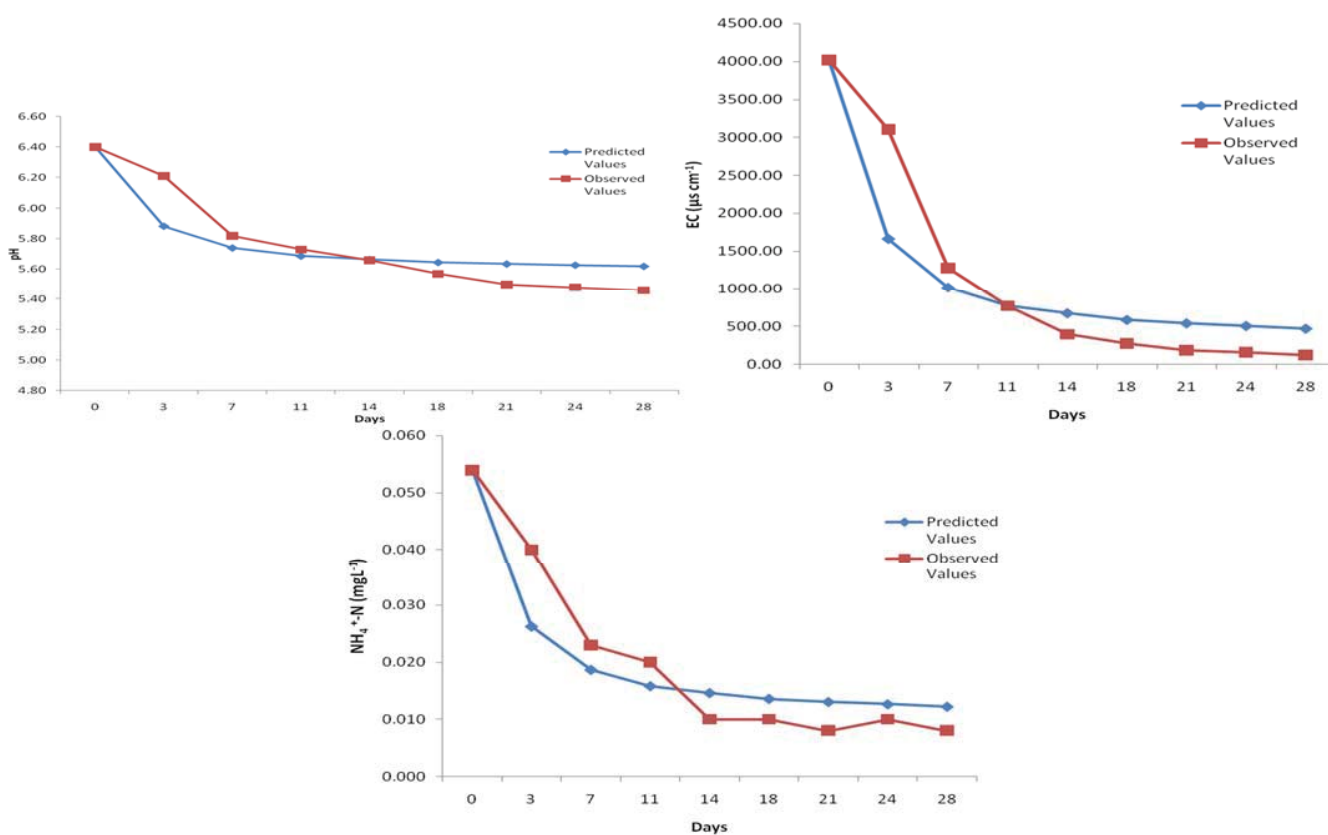 6.60
6.40
6.20
6.00
5.80
5.60
5.40
5.20
5.00
4.80
pH
Predicted
Values
Observed
Values
0 3 7 11 14 18 21 24 28
Days
4500.00
4000.00
3500.00
3000.00
2500.00
2000.00
1500.00
1000.00
500.00
0.00
EC (µs cm⁻¹)
Predicted
Values
Observed
Values
0 3 7 11 14 18 21 24 28
Days
0.060
0.050
0.040
0.030
0.020
0.010
0.000
NH₄⁺-N (mgL⁻¹)
Predicted
Values
Observed
Values
0 3 7 11 14 18 21 24 28
Days